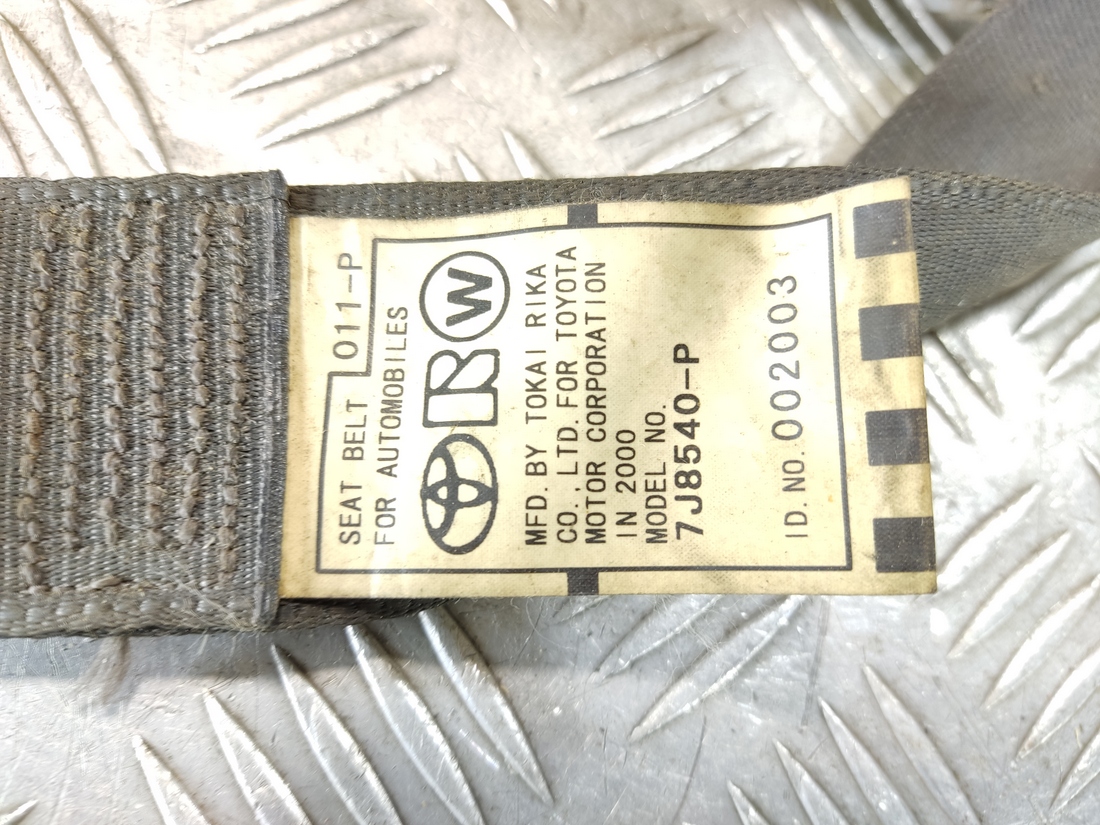 SEAT BELT 011-P
FOR AUTOMOBILES
R W
MFD. BY TOKAI RIKA
CO., LTD. FOR TOYOTA
MOTOR CORPORATION
IN 2000
MODEL NO.
7J8540-P
ID. NO. 002003